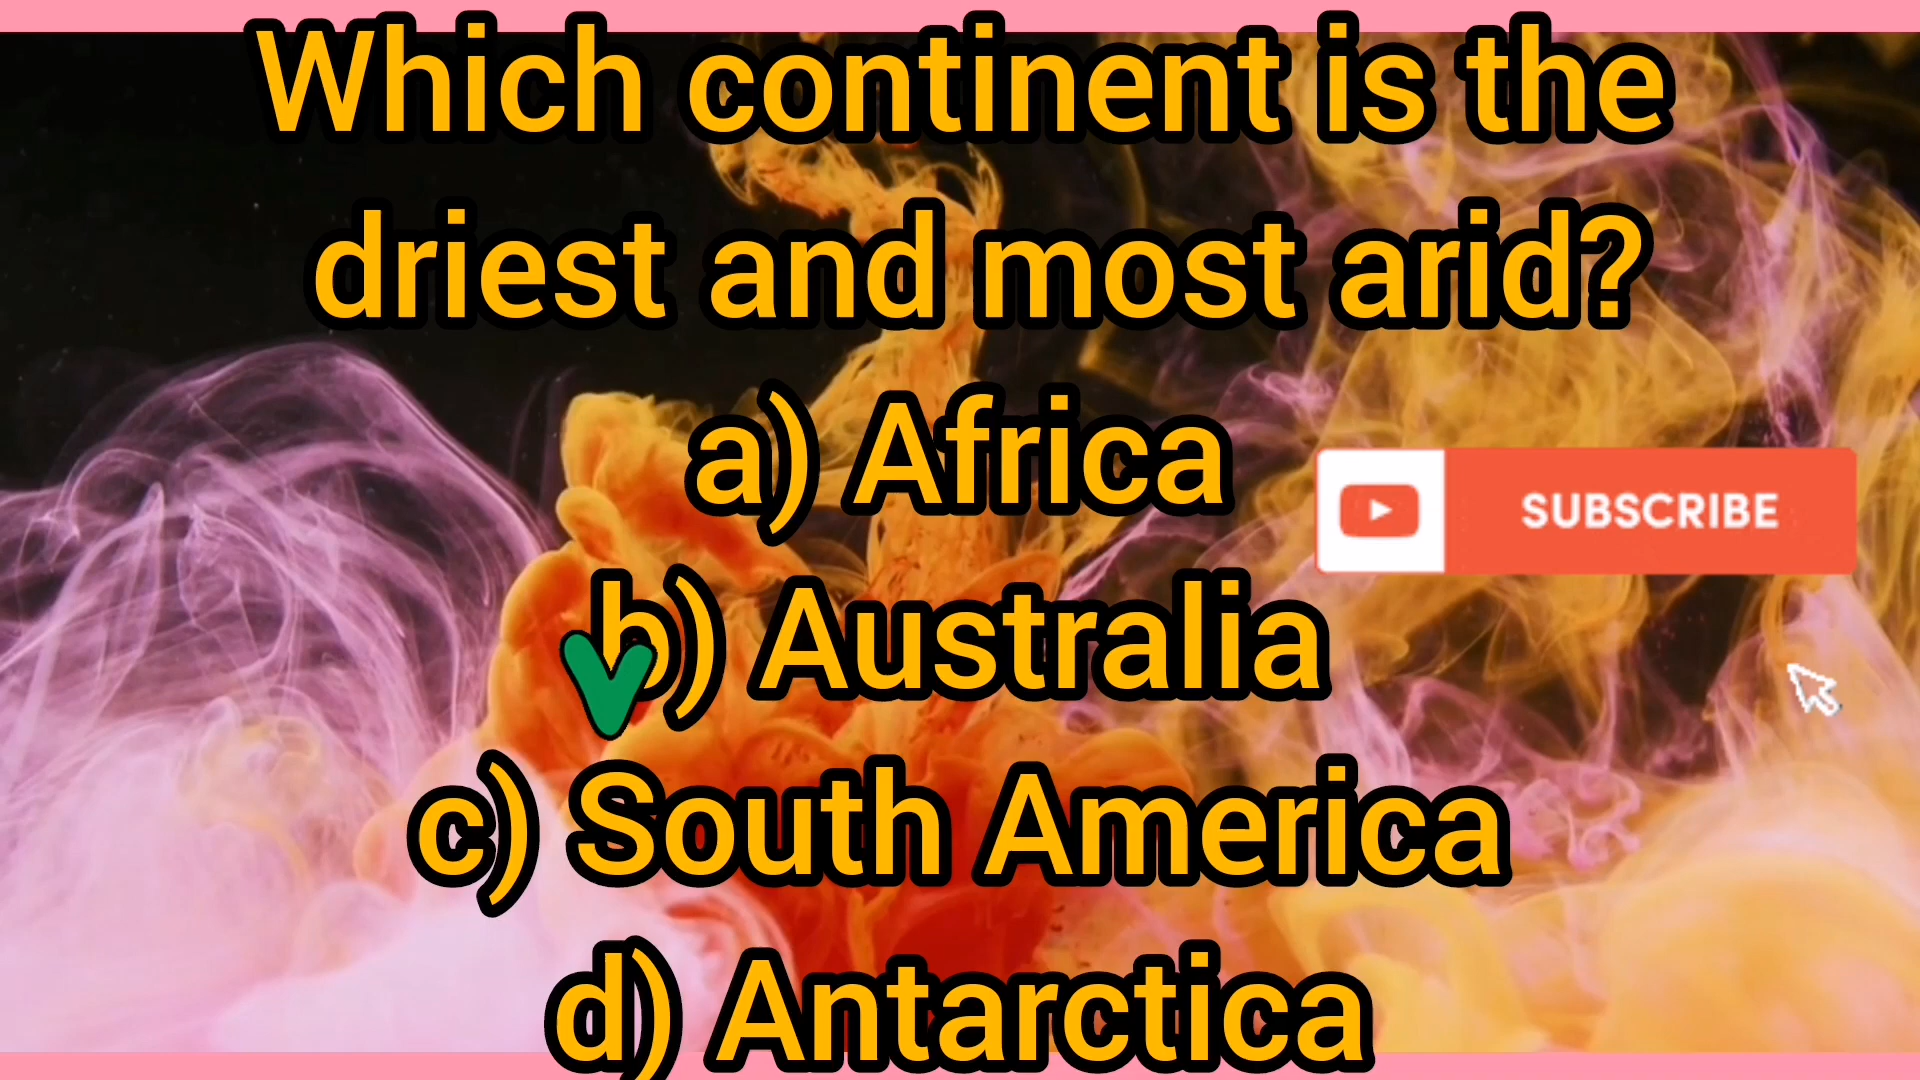 Which continent is the
driest and most arid?
a) Africa
SUBSCRIBE
b) Australia
c) South America
d) Antarctica